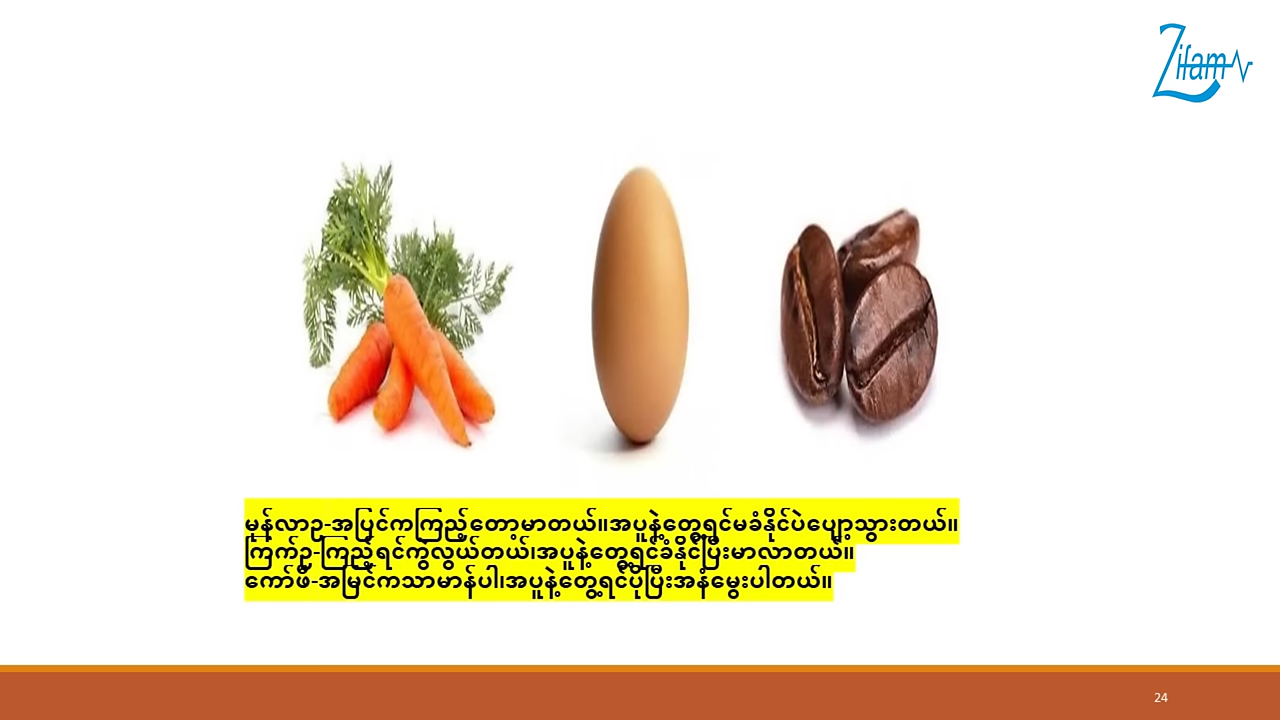 Zifam
မုန်လာဥ-အပြင်ကကြည့်တော့မာတယ်။အပူနဲ့တွေ့ရင်မခံနိုင်ပဲပျော့သွားတယ်။
ကြက်ဥ-ကြည့်ရင်ကွဲလွယ်တယ်၊အပူနဲ့တွေ့ရင်ခံနိုင်ပြီးမာလာတယ်။
ကော်ဖီ-အမြင်ကသာမာန်ပါ၊အပူနဲ့တွေ့ရင်ပိုပြီးအနံမွေးပါတယ်။
24